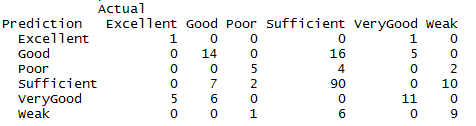 Actual
Prediction Excellent Good Poor Sufficient VeryGood Weak
Excellent 1 0 0 0 1 0
Good 0 14 0 16 5 0
Poor 0 0 5 4 0 2
Sufficient 0 7 2 90 0 10
VeryGood 5 6 0 0 11 0
Weak 0 0 1 6 0 9